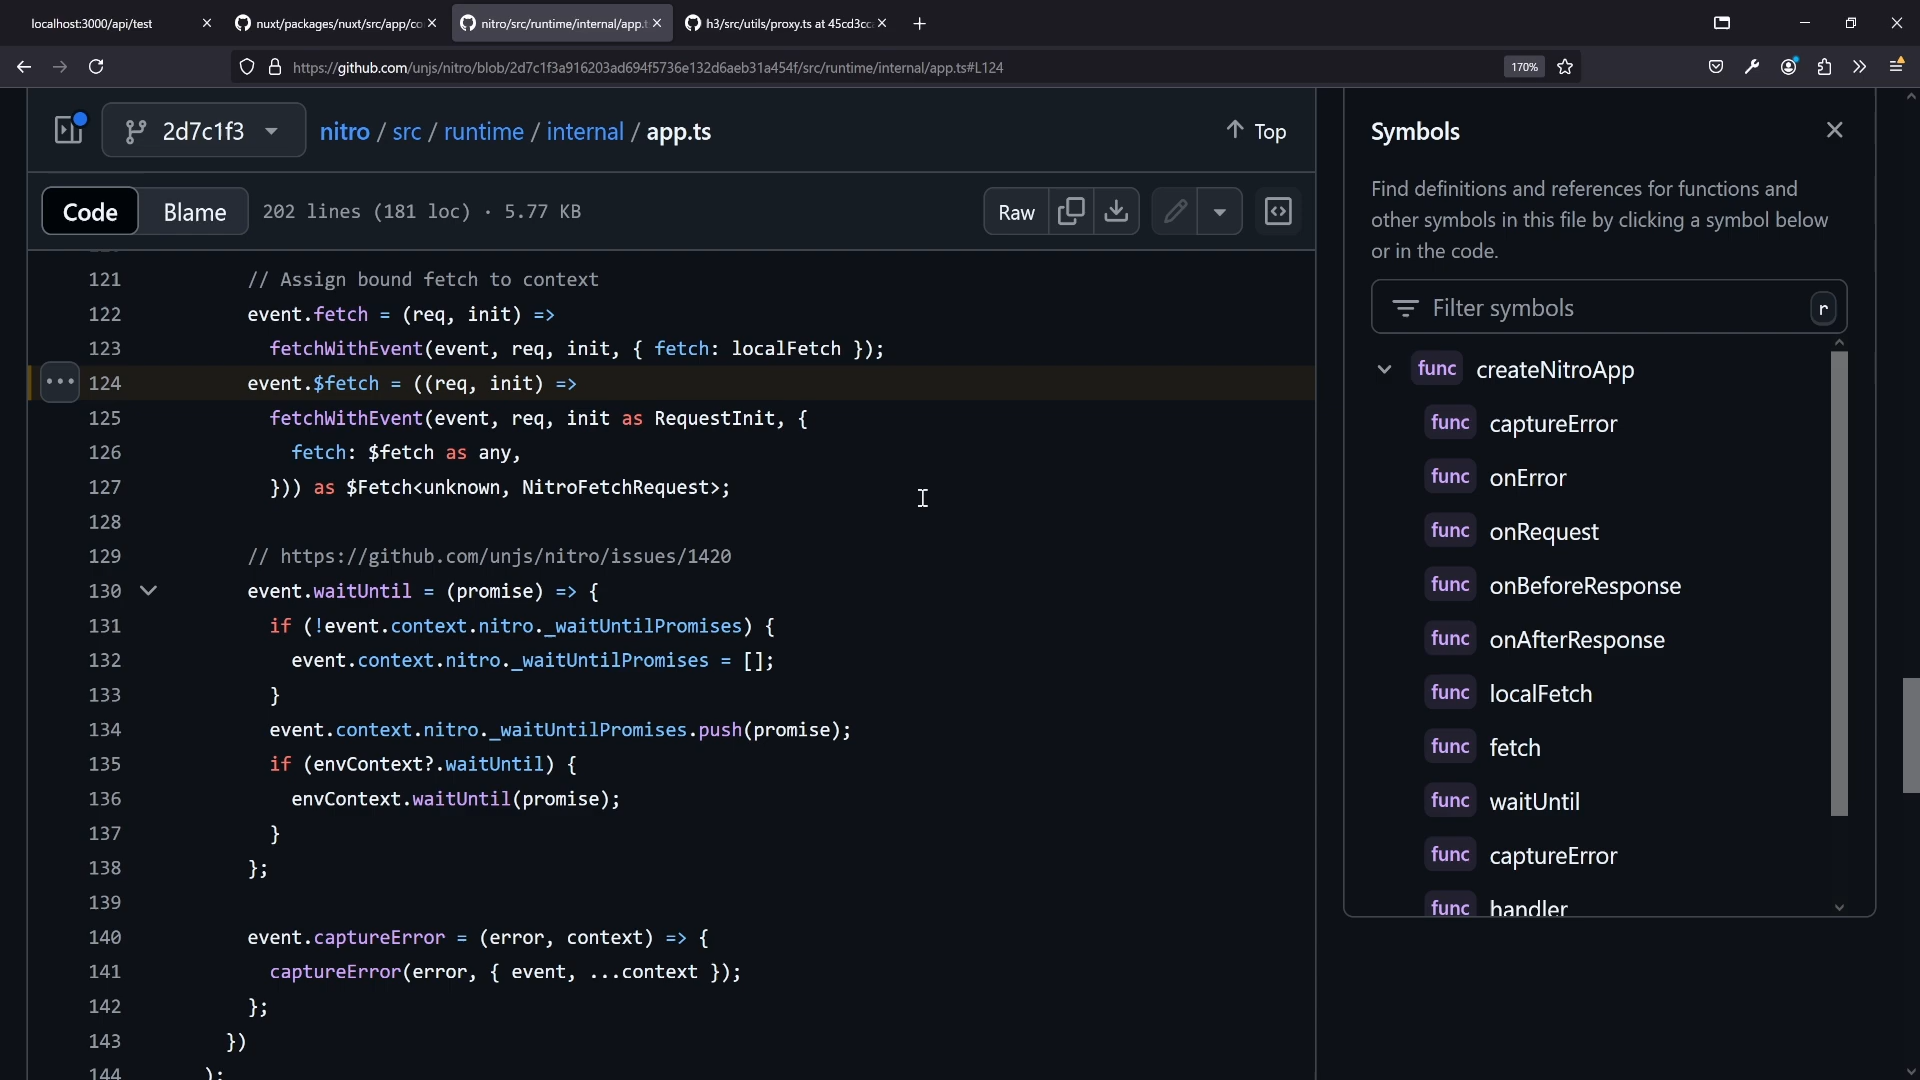 localhost:3000/api/test
nuxt/packages/nuxt/src/app/co
nitro/src/runtime/internal/app.t
h3/src/utils/proxy.ts at 45cd3cc
https://github.com/unjs/nitro/blob/2d7c1f3a916203ad694f5736e132d6aeb31a454f/src/runtime/internal/app.ts#L124
170%
2d7c1f3
nitro / src / runtime / internal / app.ts
Top
Code
Blame
202 lines (181 loc) · 5.77 KB
Raw
121 // Assign bound fetch to context
122 event.fetch = (req, init) =>
123 fetchWithEvent(event, req, init, { fetch: localFetch });
124 event.$fetch = ((req, init) =>
125 fetchWithEvent(event, req, init as RequestInit, {
126 fetch: $fetch as any,
127 })) as $Fetch<unknown, NitroFetchRequest>;
128
129 // https://github.com/unjs/nitro/issues/1420
130 event.waitUntil = (promise) => {
131 if (!event.context.nitro._waitUntilPromises) {
132 event.context.nitro._waitUntilPromises = [];
133 }
134 event.context.nitro._waitUntilPromises.push(promise);
135 if (envContext?.waitUntil) {
136 envContext.waitUntil(promise);
137 }
138 };
139
140 event.captureError = (error, context) => {
141 captureError(error, { event, ...context });
142 };
143 })
144 );
Symbols
Find definitions and references for functions and
other symbols in this file by clicking a symbol below
or in the code.
Filter symbols
r
func createNitroApp
func captureError
func onError
func onRequest
func onBeforeResponse
func onAfterResponse
func localFetch
func fetch
func waitUntil
func captureError
func handler